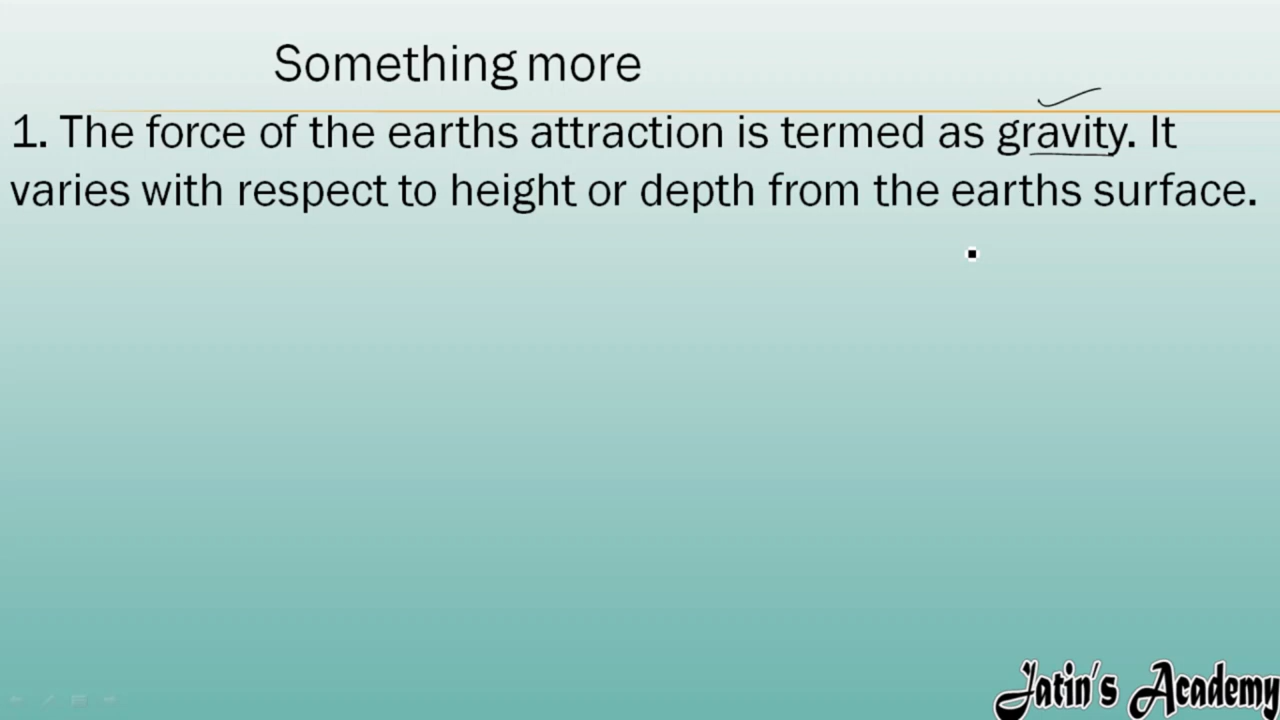 Something more
1. The force of the earths attraction is termed as gravity. It
varies with respect to height or depth from the earths surface.
Jatin's Academy